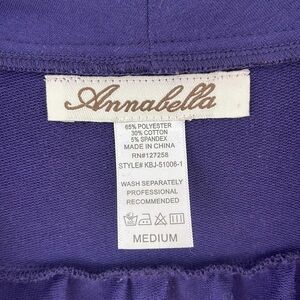 Annabella
65% POLYESTER
30% COTTON
5% SPANDEX
MADE IN CHINA
RN#127258
STYLE# KBJ-51006-1
WASH SEPARATELY
PROFESSIONAL
RECOMMENDED
MEDIUM